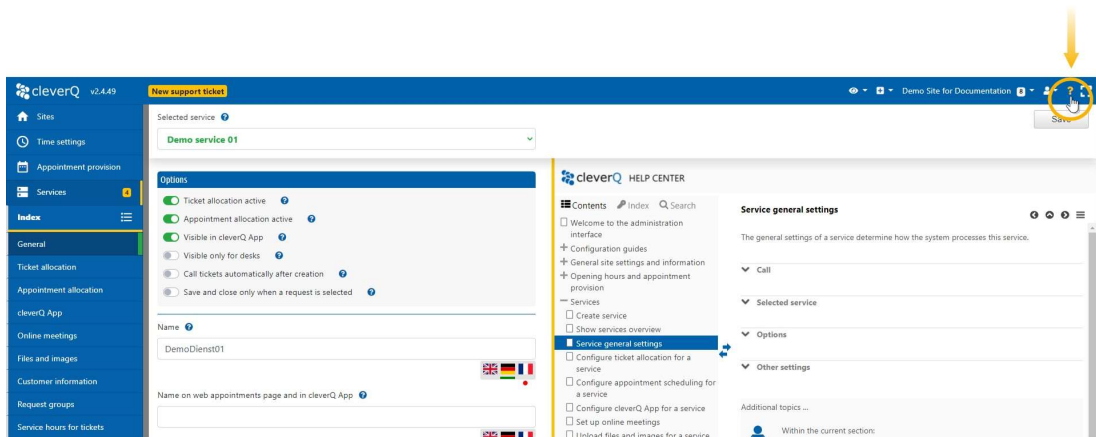 cleverQ v2.4.49
New support ticket
Demo Site for Documentation 8
?
Sites
Time settings
Appointment provision
Services 4
Index
General
Ticket allocation
Appointment allocation
cleverQ App
Online meetings
Files and images
Customer information
Request groups
Service hours for tickets
Selected service ?
Save
Demo service 01
Options
Ticket allocation active ?
Appointment allocation active ?
Visible in cleverQ App ?
Visible only for desks ?
Call tickets automatically after creation ?
Save and close only when a request is selected ?
Name ?
DemoDienst01
Name on web appointments page and in cleverQ App ?
cleverQ HELP CENTER
Contents Index Search
Welcome to the administration
interface
Configuration guides
General site settings and information
Opening hours and appointment
provision
Services
Create service
Show services overview
Service general settings
Configure ticket allocation for a
service
Configure appointment scheduling for
a service
Configure cleverQ App for a service
Set up online meetings
Upload files and images for a service
Service general settings
The general settings of a service determine how the system processes this service.
Call
Selected service
Options
Other settings
Additional topics ...
Within the current section: